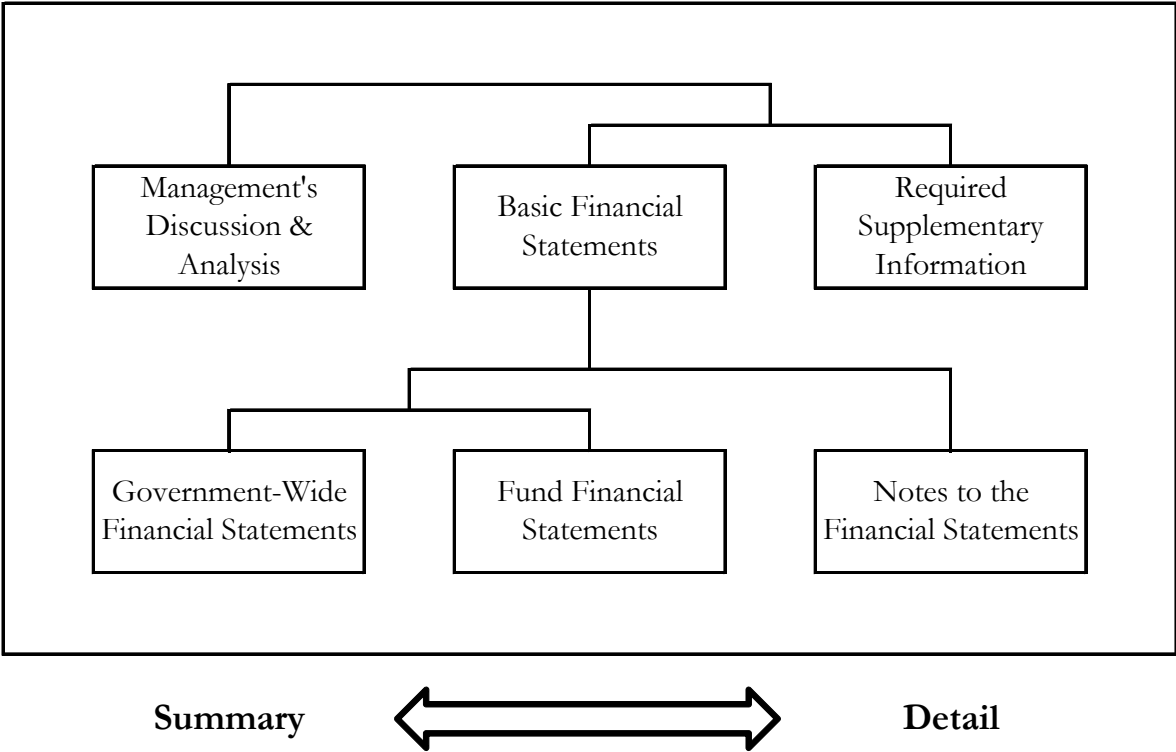 Management's
Discussion &
Analysis
Basic Financial
Statements
Required
Supplementary
Information
Government-Wide
Financial Statements
Fund Financial
Statements
Notes to the
Financial Statements
Summary
Detail